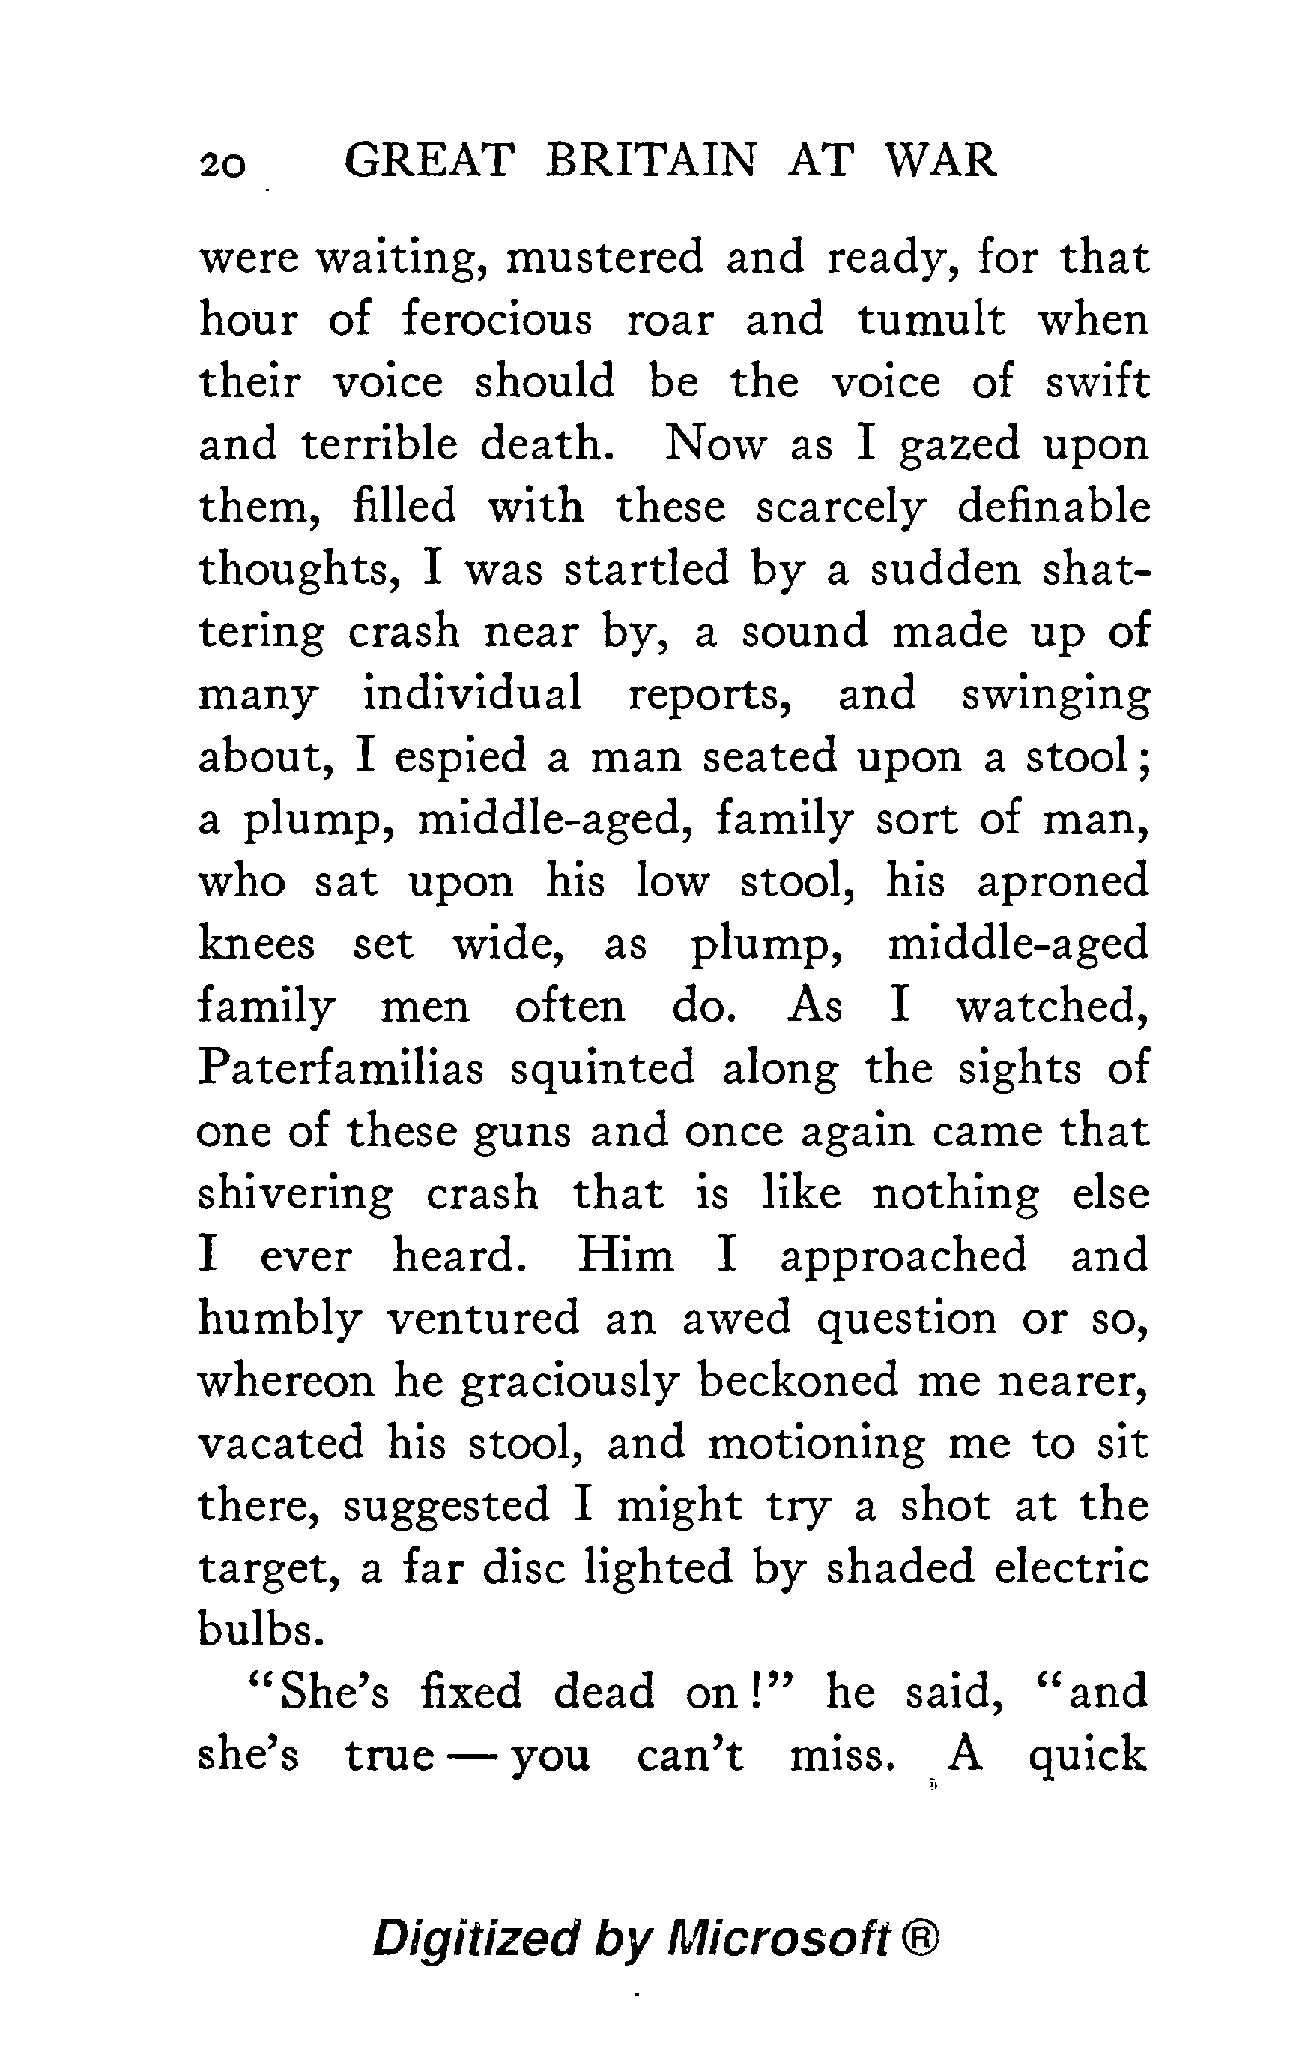 20 GREAT BRITAIN AT WAR
were waiting, mustered and ready, for that
hour of ferocious roar and tumult when
their voice should be the voice of swift
and terrible death. Now as I gazed upon
them, filled with these scarcely definable
thoughts, I was startled by a sudden shat-
tering crash near by, a sound made up of
many individual reports, and swinging
about, I espied a man seated upon a stool;
a plump, middle-aged, family sort of man,
who sat upon his low stool, his aproned
knees set wide, as plump, middle-aged
family men often do. As I watched,
Paterfamilias squinted along the sights of
one of these guns and once again came that
shivering crash that is like nothing else
I ever heard. Him I approached and
humbly ventured an awed question or so,
whereon he graciously beckoned me nearer,
vacated his stool, and motioning me to sit
there, suggested I might try a shot at the
target, a far disc lighted by shaded electric
bulbs.
"She's fixed dead on!" he said, "and
she's true — you can't miss. A quick
Digitized by Microsoft ®